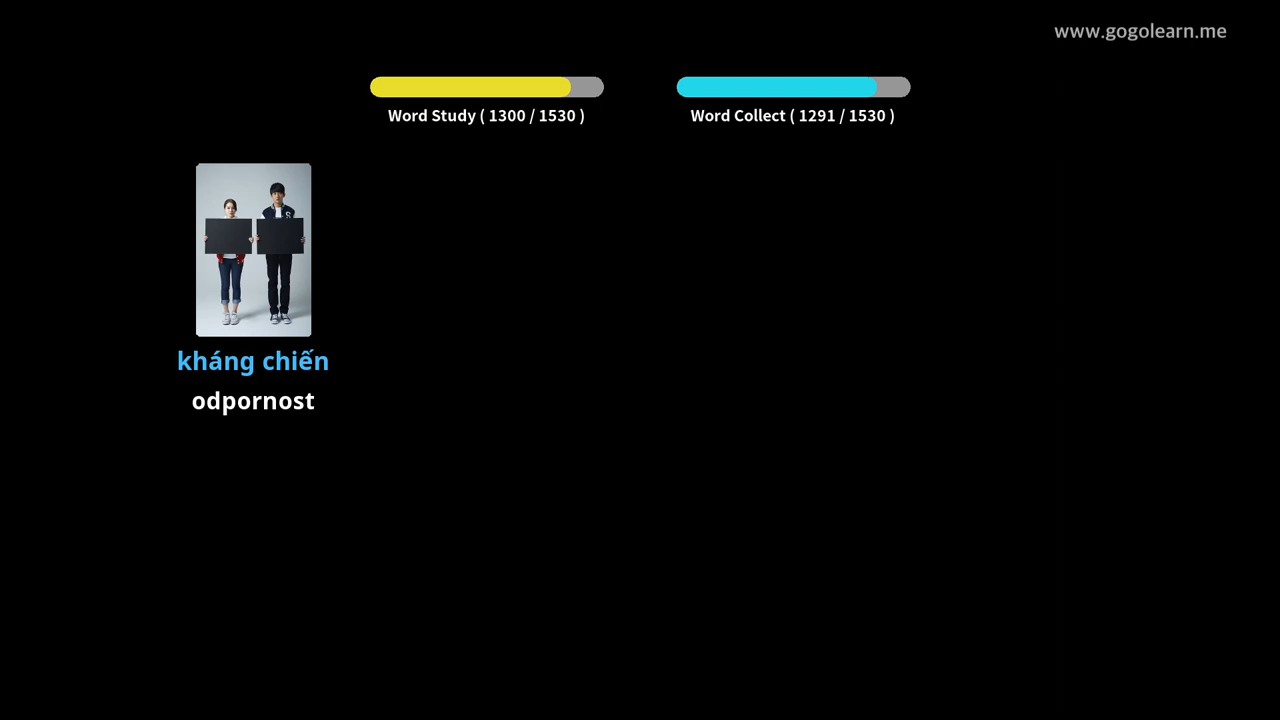 www.gogolearn.me
Word Study ( 1300 / 1530 )
Word Collect ( 1291 / 1530 )
S
kháng chiến
odpornost